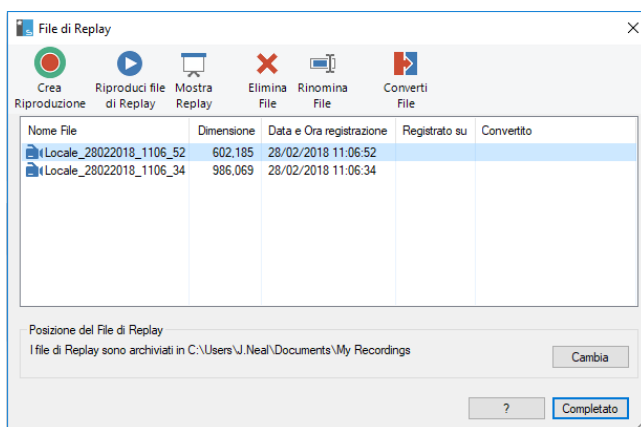 File di Replay
Crea Riproduzione
Riproduci file di Replay
Mostra Replay
Elimina File
Rinomina File
Converti File
Nome File Dimensione Data e Ora registrazione Registrato su Convertito
Locale_28022018_1106_52 602,185 28/02/2018 11:06:52
Locale_28022018_1106_34 986,069 28/02/2018 11:06:34
Posizione del File di Replay
I file di Replay sono archiviati in C:\Users\J.Neal\Documents\My Recordings
Cambia
? Completato